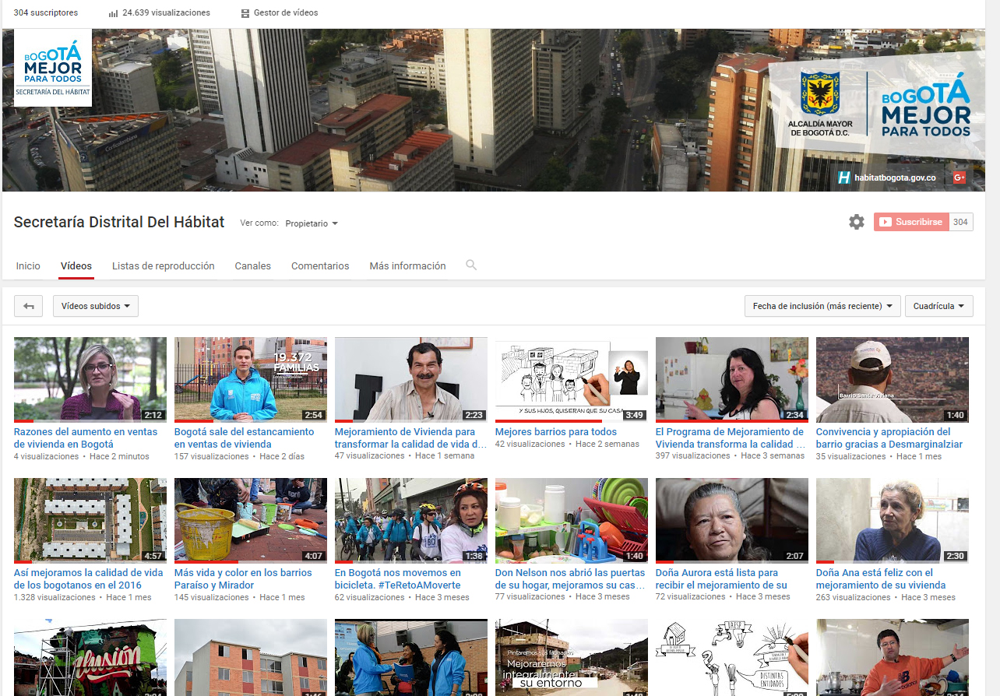 304 suscriptores
24.639 visualizaciones
Gestor de vídeos
BOGOTÁ
MEJOR
PARA TODOS
SECRETARÍA DEL HÁBITAT
ALCALDÍA MAYOR
DE BOGOTÁ D.C.
BOGOTÁ
MEJOR
PARA TODOS
H habitatbogota.gov.co G+
Secretaría Distrital Del Hábitat
Ver como: Propietario
Suscribirse 304
Inicio Vídeos Listas de reproducción Canales Comentarios Más información
Vídeos subidos
Fecha de inclusión (más reciente)
Cuadrícula
2:12
Razones del aumento en ventas
de vivienda en Bogotá
4 visualizaciones • Hace 2 minutos
19.372
FAMILIAS
2:54
Bogotá sale del estancamiento
en ventas de vivienda
157 visualizaciones • Hace 2 días
2:23
Mejoramiento de Vivienda para
transformar la calidad de vida d...
47 visualizaciones • Hace 1 semana
Y SUS HIJOS, QUISIERAN QUE SU CASA
3:49
Mejores barrios para todos
42 visualizaciones • Hace 2 semanas
2:34
El Programa de Mejoramiento de
Vivienda transforma la calidad ...
397 visualizaciones • Hace 3 semanas
Barrio Santa Viviana
1:40
Convivencia y apropiación del
barrio gracias a Desmarginalziar
35 visualizaciones • Hace 1 mes
4:57
Así mejoramos la calidad de vida
de los bogotanos en el 2016
1.328 visualizaciones • Hace 1 mes
4:07
Más vida y color en los barrios
Paraíso y Mirador
145 visualizaciones • Hace 1 mes
1:38
En Bogotá nos movemos en
bicicleta. #TeRetoAMoverte
62 visualizaciones • Hace 3 meses
1:40
Don Nelson nos abrió las puertas
de su hogar, mejoramos su cas...
77 visualizaciones • Hace 3 meses
2:07
Doña Aurora está lista para
recibir el mejoramiento de su
72 visualizaciones • Hace 3 meses
2:30
Doña Ana está feliz con el
mejoramiento de su vivienda
263 visualizaciones • Hace 3 meses
ilusión
Pintaremos sus fachadas
Mejoraremos
integralmente
su entorno
UAESP
DISTINTAS
ENTIDADES